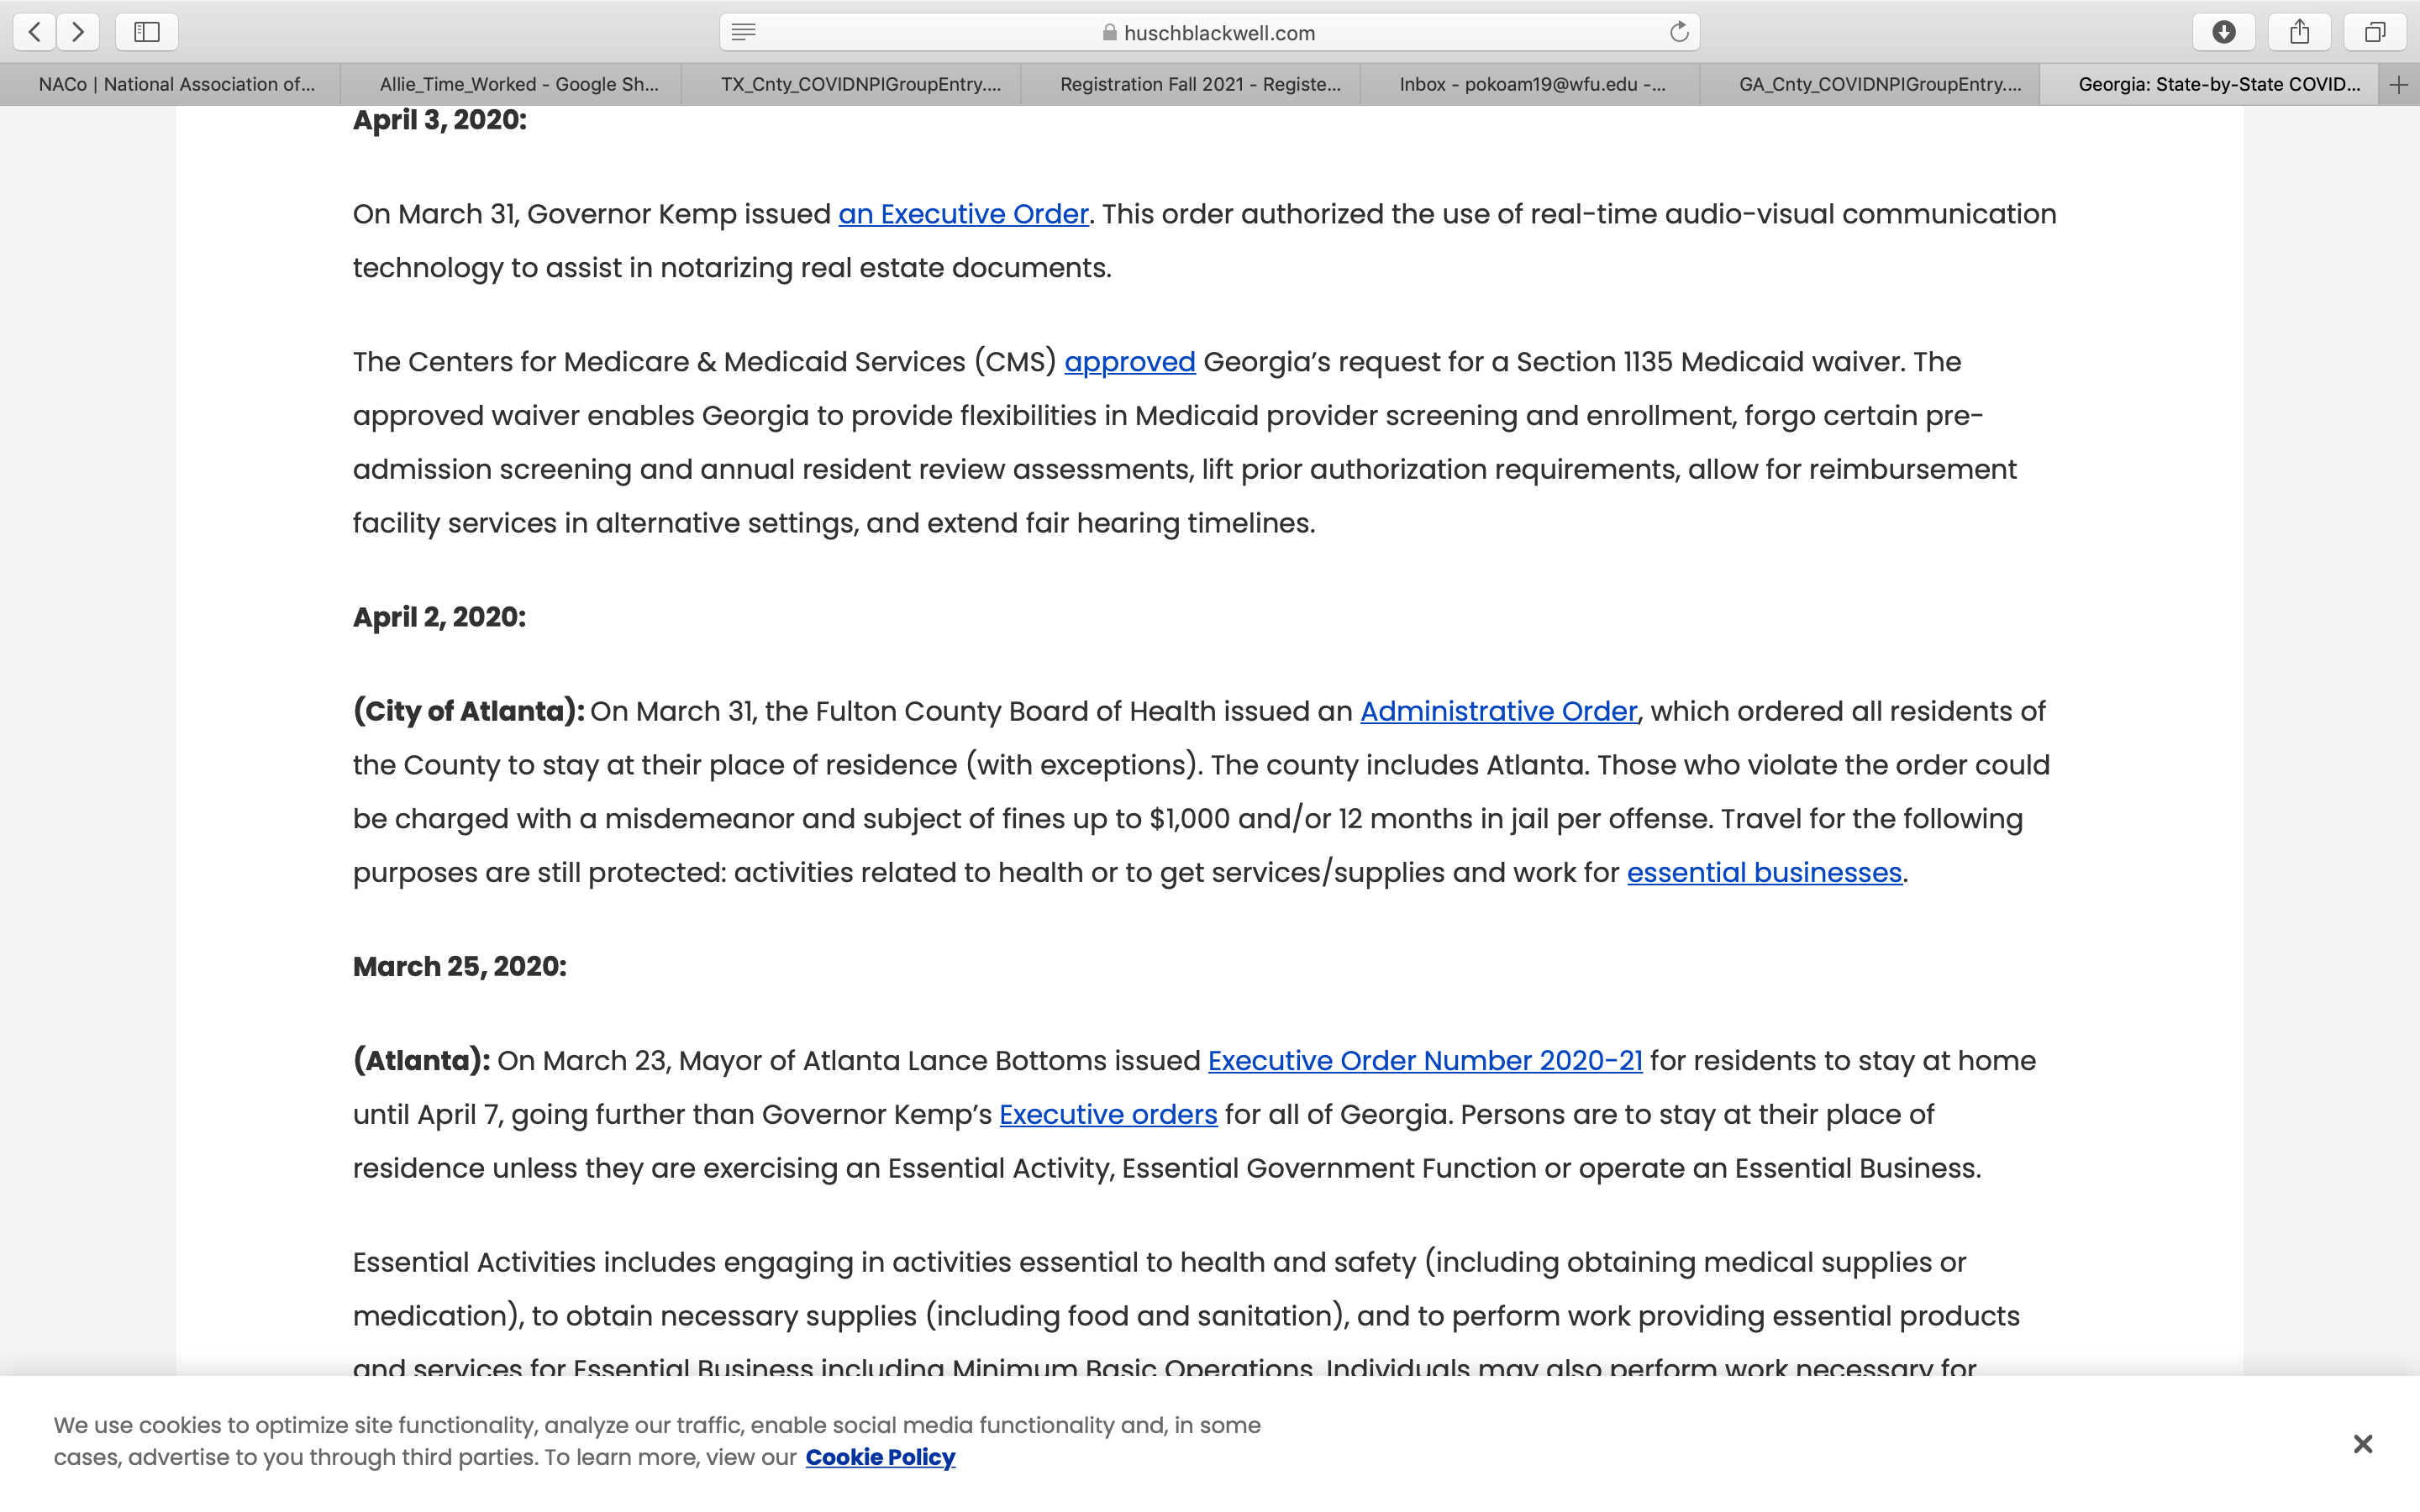 huschblackwell.com
NACo | National Association of...
Allie_Time_Worked - Google Sh...
TX_Cnty_COVIDNPIGroupEntry....
Registration Fall 2021 - Registe...
Inbox - pokoam19@wfu.edu -...
GA_Cnty_COVIDNPIGroupEntry....
Georgia: State-by-State COVID...
April 3, 2020:
On March 31, Governor Kemp issued an Executive Order. This order authorized the use of real-time audio-visual communication
technology to assist in notarizing real estate documents.
The Centers for Medicare & Medicaid Services (CMS) approved Georgia’s request for a Section 1135 Medicaid waiver. The
approved waiver enables Georgia to provide flexibilities in Medicaid provider screening and enrollment, forgo certain pre-
admission screening and annual resident review assessments, lift prior authorization requirements, allow for reimbursement
facility services in alternative settings, and extend fair hearing timelines.
April 2, 2020:
(City of Atlanta): On March 31, the Fulton County Board of Health issued an Administrative Order, which ordered all residents of
the County to stay at their place of residence (with exceptions). The county includes Atlanta. Those who violate the order could
be charged with a misdemeanor and subject of fines up to $1,000 and/or 12 months in jail per offense. Travel for the following
purposes are still protected: activities related to health or to get services/supplies and work for essential businesses.
March 25, 2020:
(Atlanta): On March 23, Mayor of Atlanta Lance Bottoms issued Executive Order Number 2020-21 for residents to stay at home
until April 7, going further than Governor Kemp’s Executive orders for all of Georgia. Persons are to stay at their place of
residence unless they are exercising an Essential Activity, Essential Government Function or operate an Essential Business.
Essential Activities includes engaging in activities essential to health and safety (including obtaining medical supplies or
medication), to obtain necessary supplies (including food and sanitation), and to perform work providing essential products
and services for Essential Business including Minimum Basic Operations. Individuals may also perform work necessary for
We use cookies to optimize site functionality, analyze our traffic, enable social media functionality and, in some
cases, advertise to you through third parties. To learn more, view our Cookie Policy